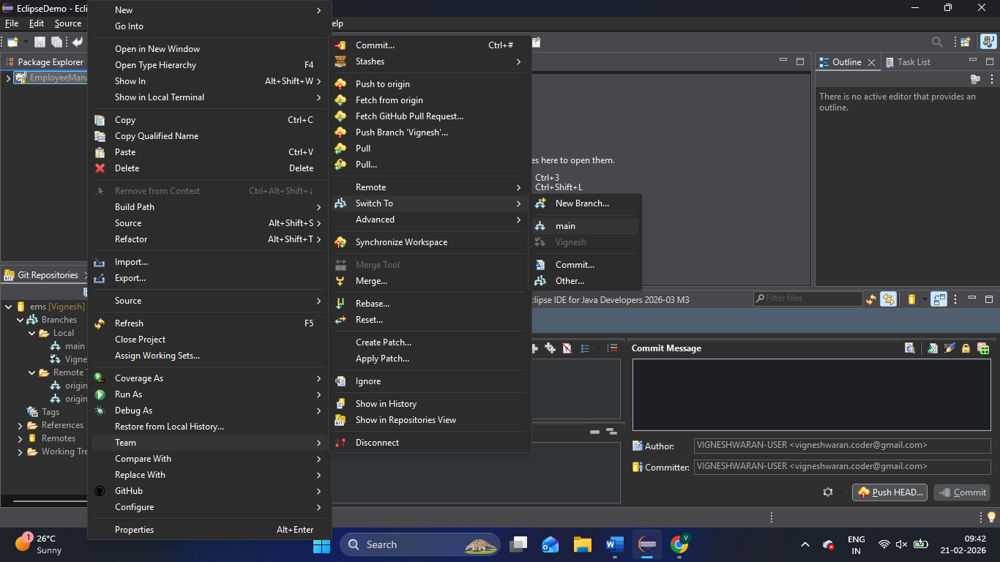 EclipseDemo - Ecli
File
Edit
Source
elp
Package Explorer
EmployeeMana
New
Go Into
Open in New Window
Open Type Hierarchy F4
Show In Alt+Shift+W
Show in Local Terminal
Copy Ctrl+C
Copy Qualified Name
Paste Ctrl+V
Delete Delete
Remove from Context Ctrl+Alt+Shift+↓
Build Path
Source Alt+Shift+S
Refactor Alt+Shift+T
Import...
Export...
Source
Refresh F5
Close Project
Assign Working Sets...
Coverage As
Run As
Debug As
Restore from Local History...
Team
Compare With
Replace With
GitHub
Configure
Properties Alt+Enter
Commit... Ctrl+#
Stashes
Push to origin
Fetch from origin
Fetch GitHub Pull Request...
Push Branch 'Vignesh'...
Pull
Pull...
Remote
Switch To
Advanced
Synchronize Workspace
Merge Tool
Merge...
Rebase...
Reset...
Create Patch...
Apply Patch...
Ignore
Show in History
Show in Repositories View
Disconnect
New Branch...
main
Vignesh
Commit...
Other...
es here to open them.
Ctrl+3
Ctrl+Shift+L
Outline
Task List
There is no active editor that provides an
outline.
Git Repositories
ems [Vignesh]
Branches
Local
main
Vigne
Remote T
origin
origin
Tags
References
Remotes
Working Tre
clipse IDE for Java Developers 2026-03 M3
Filter files
Commit Message
Author: VIGNESHWARAN-USER <vigneshwaran.coder@gmail.com>
Committer: VIGNESHWARAN-USER <vigneshwaran.coder@gmail.com>
Push HEAD...
Commit
1
26°C
Sunny
Search
V
ENG
IN
09:42
21-02-2026